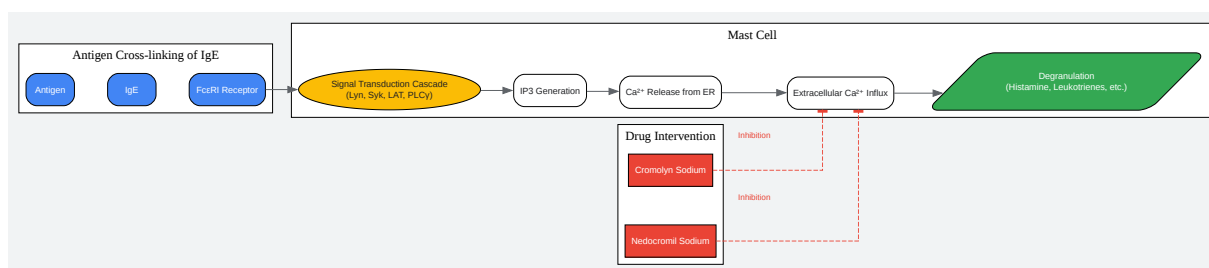 Mast Cell
Antigen Cross-linking of IgE
Antigen
IgE
FcεRI Receptor
Signal Transduction Cascade
(Lyn, Syk, LAT, PLCγ)
IP3 Generation
Ca²⁺ Release from ER
Extracellular Ca²⁺ Influx
Degranulation
(Histamine, Leukotrienes, etc.)
Drug Intervention
Inhibition
Cromolyn Sodium
Inhibition
Nedocromil Sodium